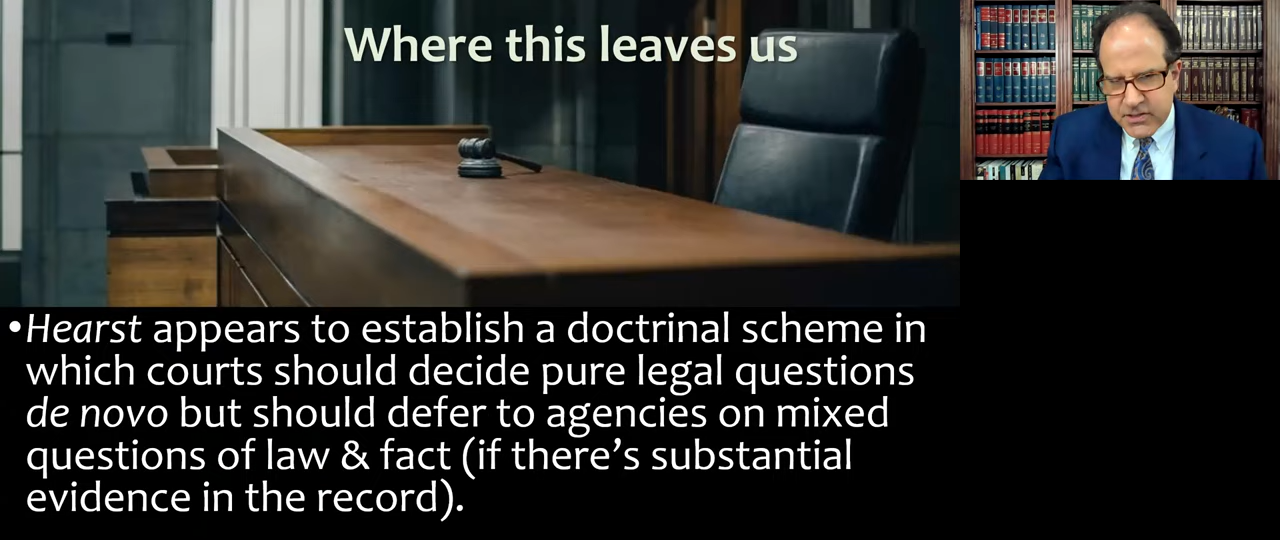 Where this leaves us
•Hearst appears to establish a doctrinal scheme in
which courts should decide pure legal questions
de novo but should defer to agencies on mixed
questions of law & fact (if there’s substantial
evidence in the record).